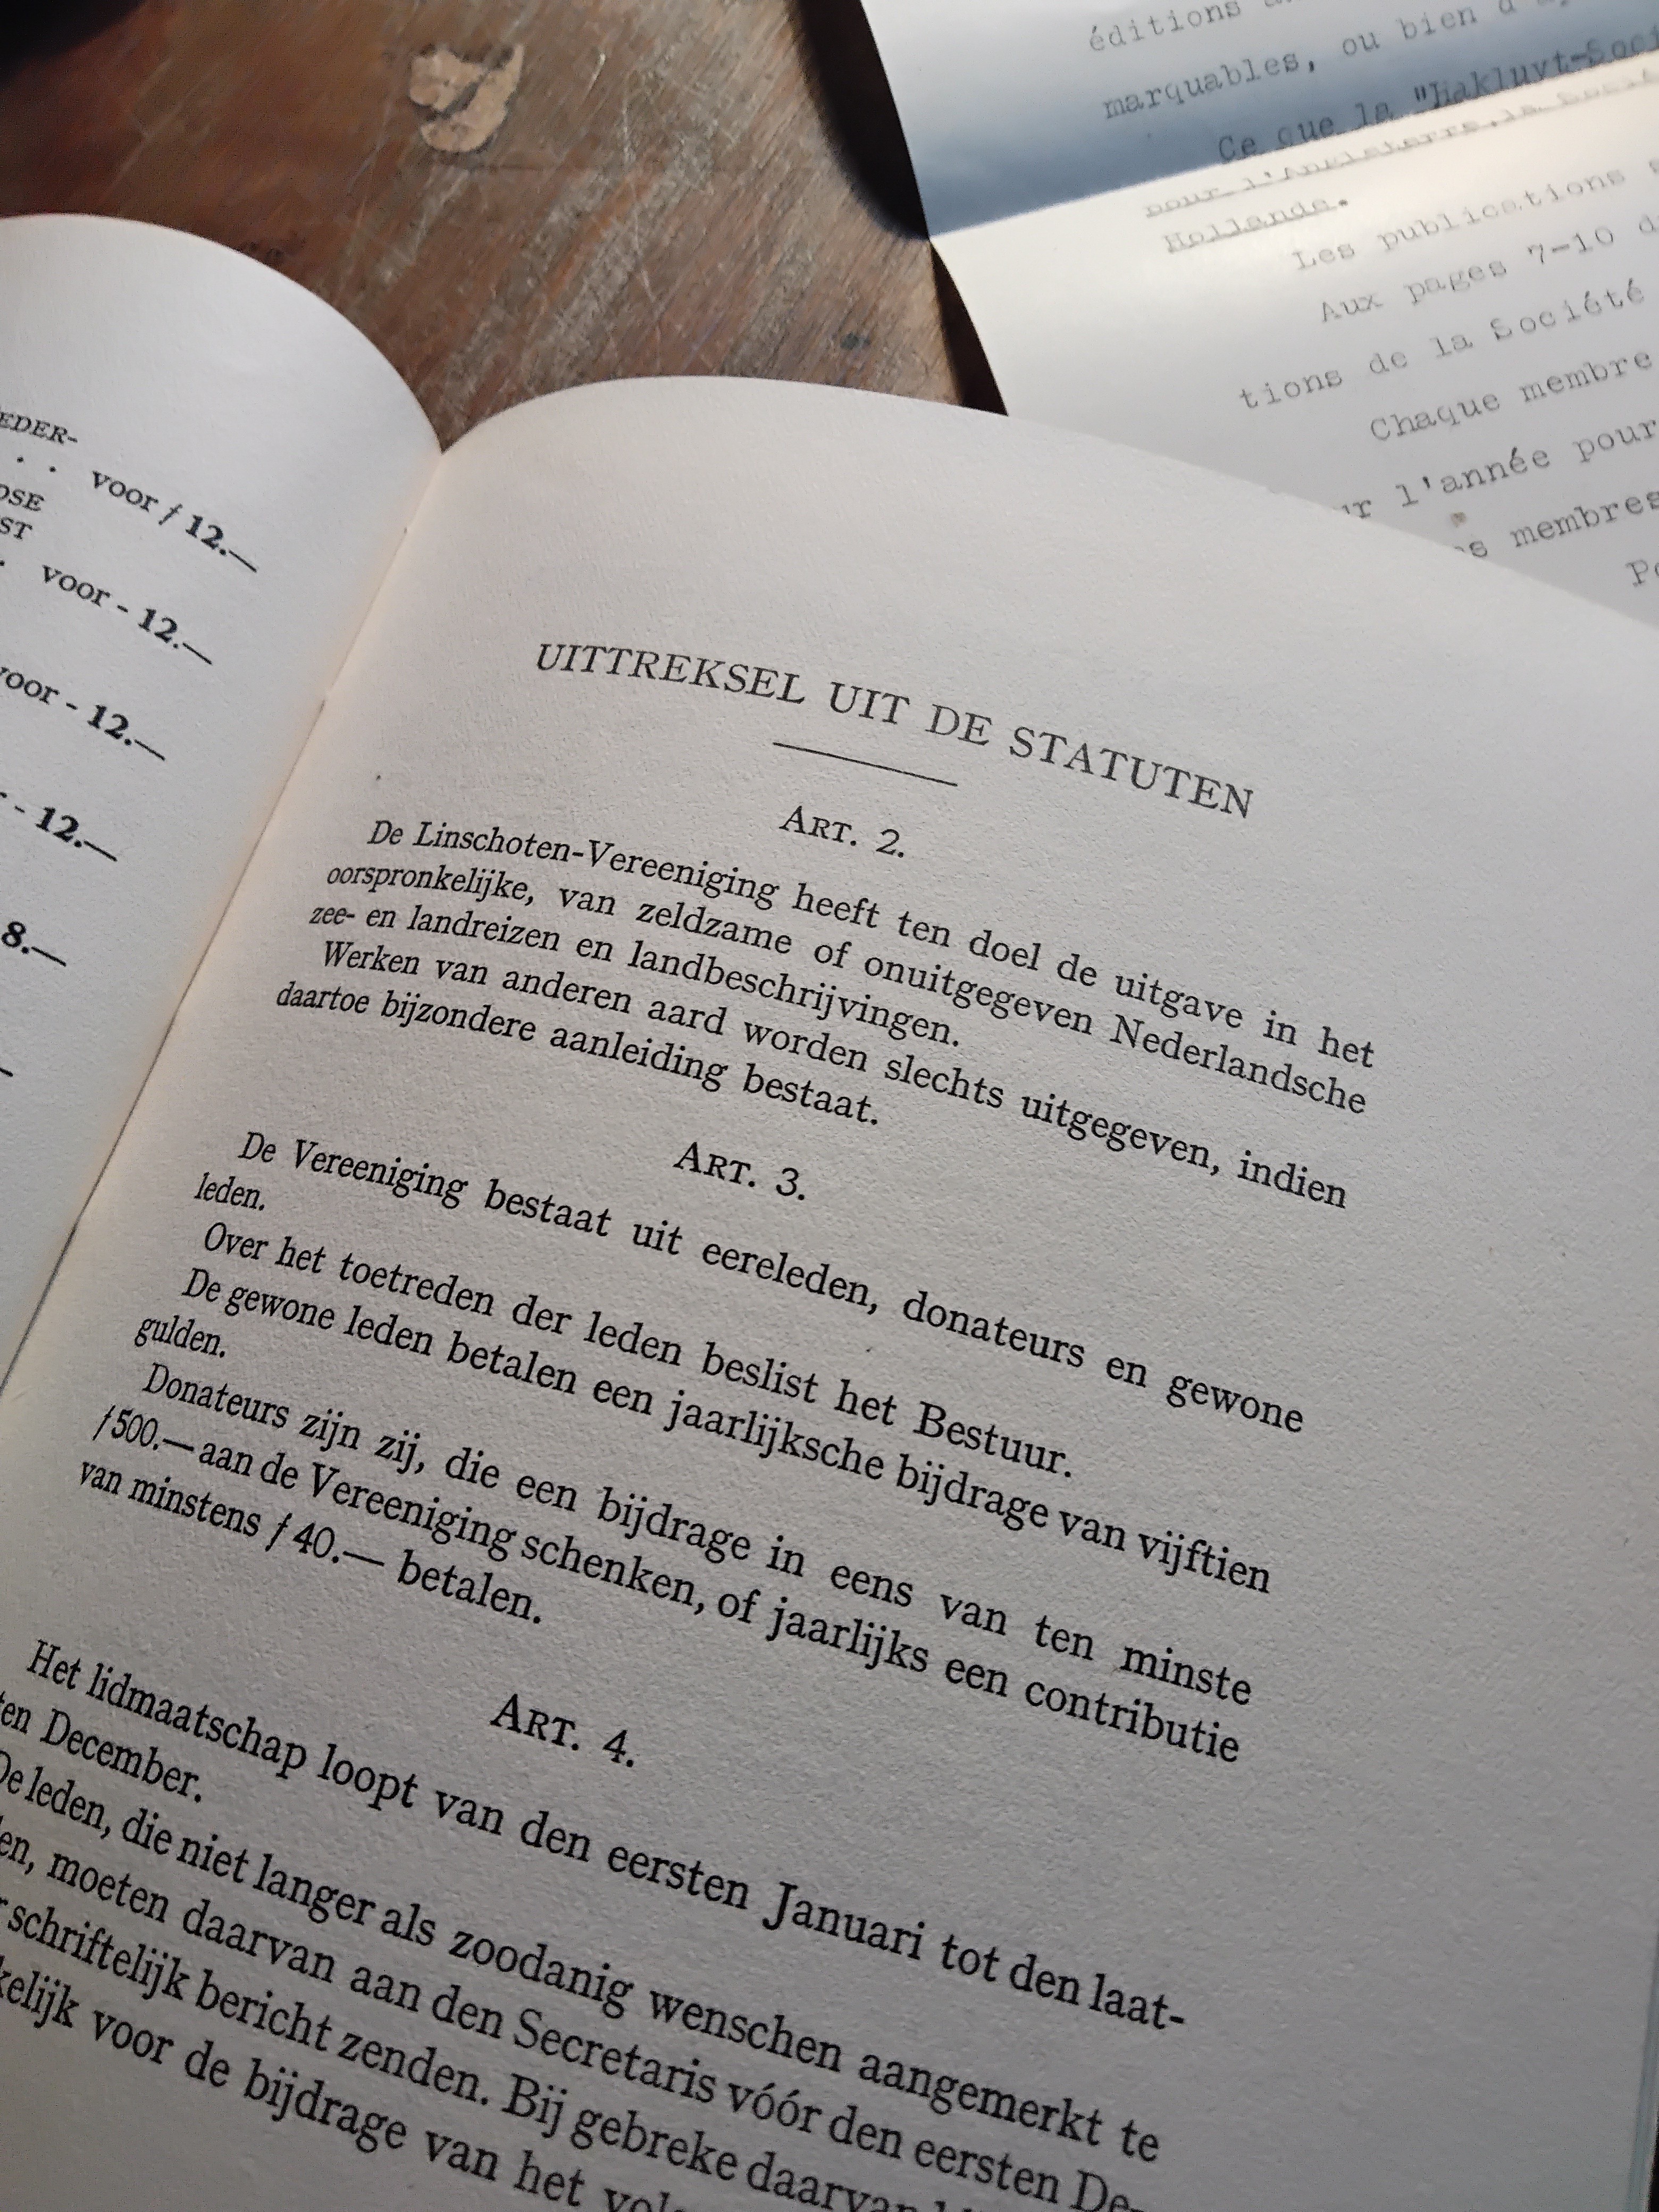 EDER-
. . voor ƒ 12.—
OSE
ST
. voor - 12.—
voor - 12.—
- 12.—
8.—
UITTREKSEL UIT DE STATUTEN
ART. 2.
De Linschoten-Vereeniging heeft ten doel de uitgave in het
oorspronkelijke, van zeldzame of onuitgegeven Nederlandsche
zee- en landreizen en landbeschrijvingen.
Werken van anderen aard worden slechts uitgegeven, indien
daartoe bijzondere aanleiding bestaat.
ART. 3.
De Vereeniging bestaat uit eereleden, donateurs en gewone
leden.
Over het toetreden der leden beslist het Bestuur.
De gewone leden betalen een jaarlijksche bijdrage van vijftien
gulden.
Donateurs zijn zij, die een bijdrage in eens van ten minste
ƒ 500.— aan de Vereeniging schenken, of jaarlijks een contributie
van minstens ƒ 40.— betalen.
ART. 4.
Het lidmaatschap loopt van den eersten Januari tot den laat-
ten December.
De leden, die niet langer als zoodanig wenschen aangemerkt te
en, moeten daarvan aan den Secretaris vóór den eersten De-
schriftelijk bericht zenden. Bij gebreke daarvan
kelijk voor de bijdrage van het
éditions
marquables, ou bien
Ce que la "Hakluyt-Soci
pour l'Angleterre, la
Hollande.
Les publications
Aux pages 7-10 d
tions de la Société
Chaque membre
r l'année pour
s membres